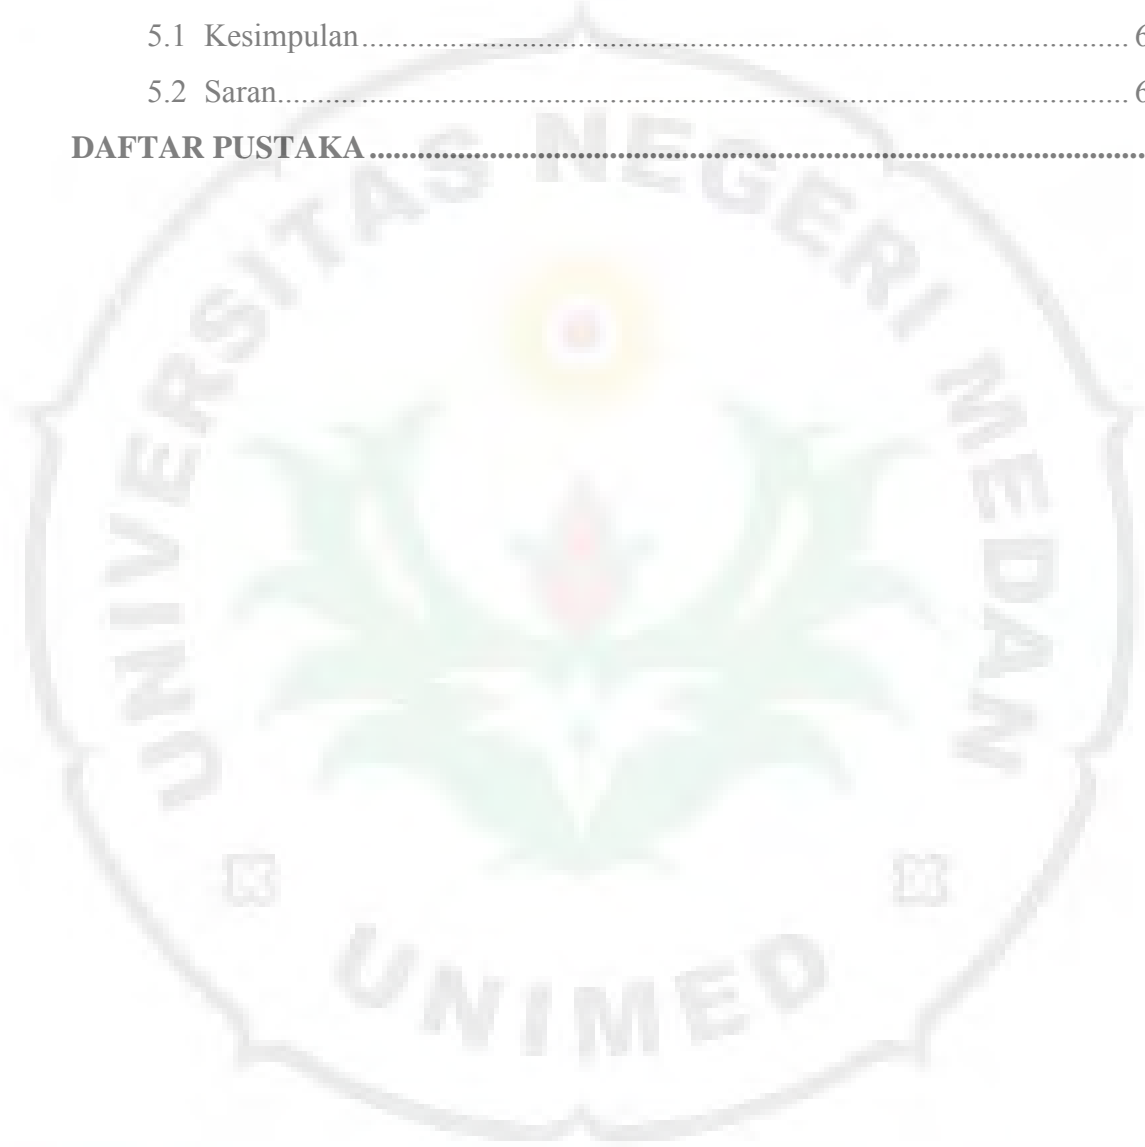 5.1 Kesimpulan........................................................................................................ 6
5.2 Saran.................................................................................................................. 6
DAFTAR PUSTAKA.......................................................................................................
UNIVERSITAS NEGERI MEDAN
UNIMED